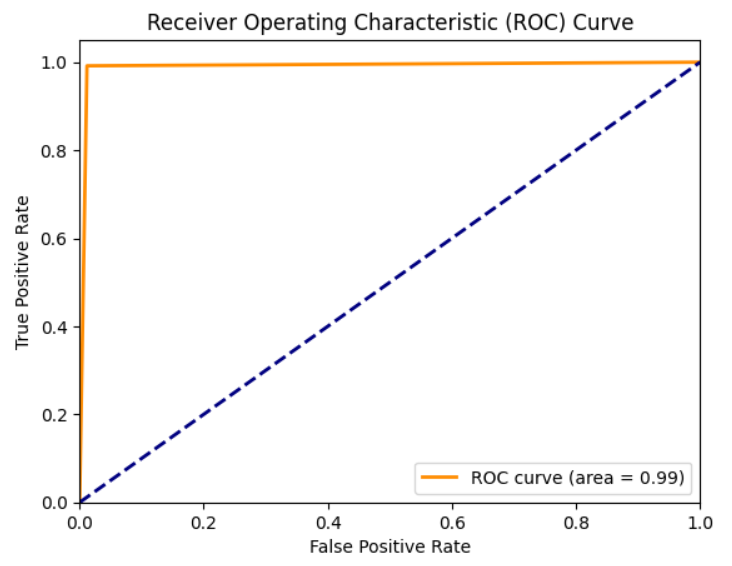 Receiver Operating Characteristic (ROC) Curve
1.0
0.8
0.6
0.4
0.2
0.0
True Positive Rate
ROC curve (area = 0.99)
0.0 0.2 0.4 0.6 0.8 1.0
False Positive Rate